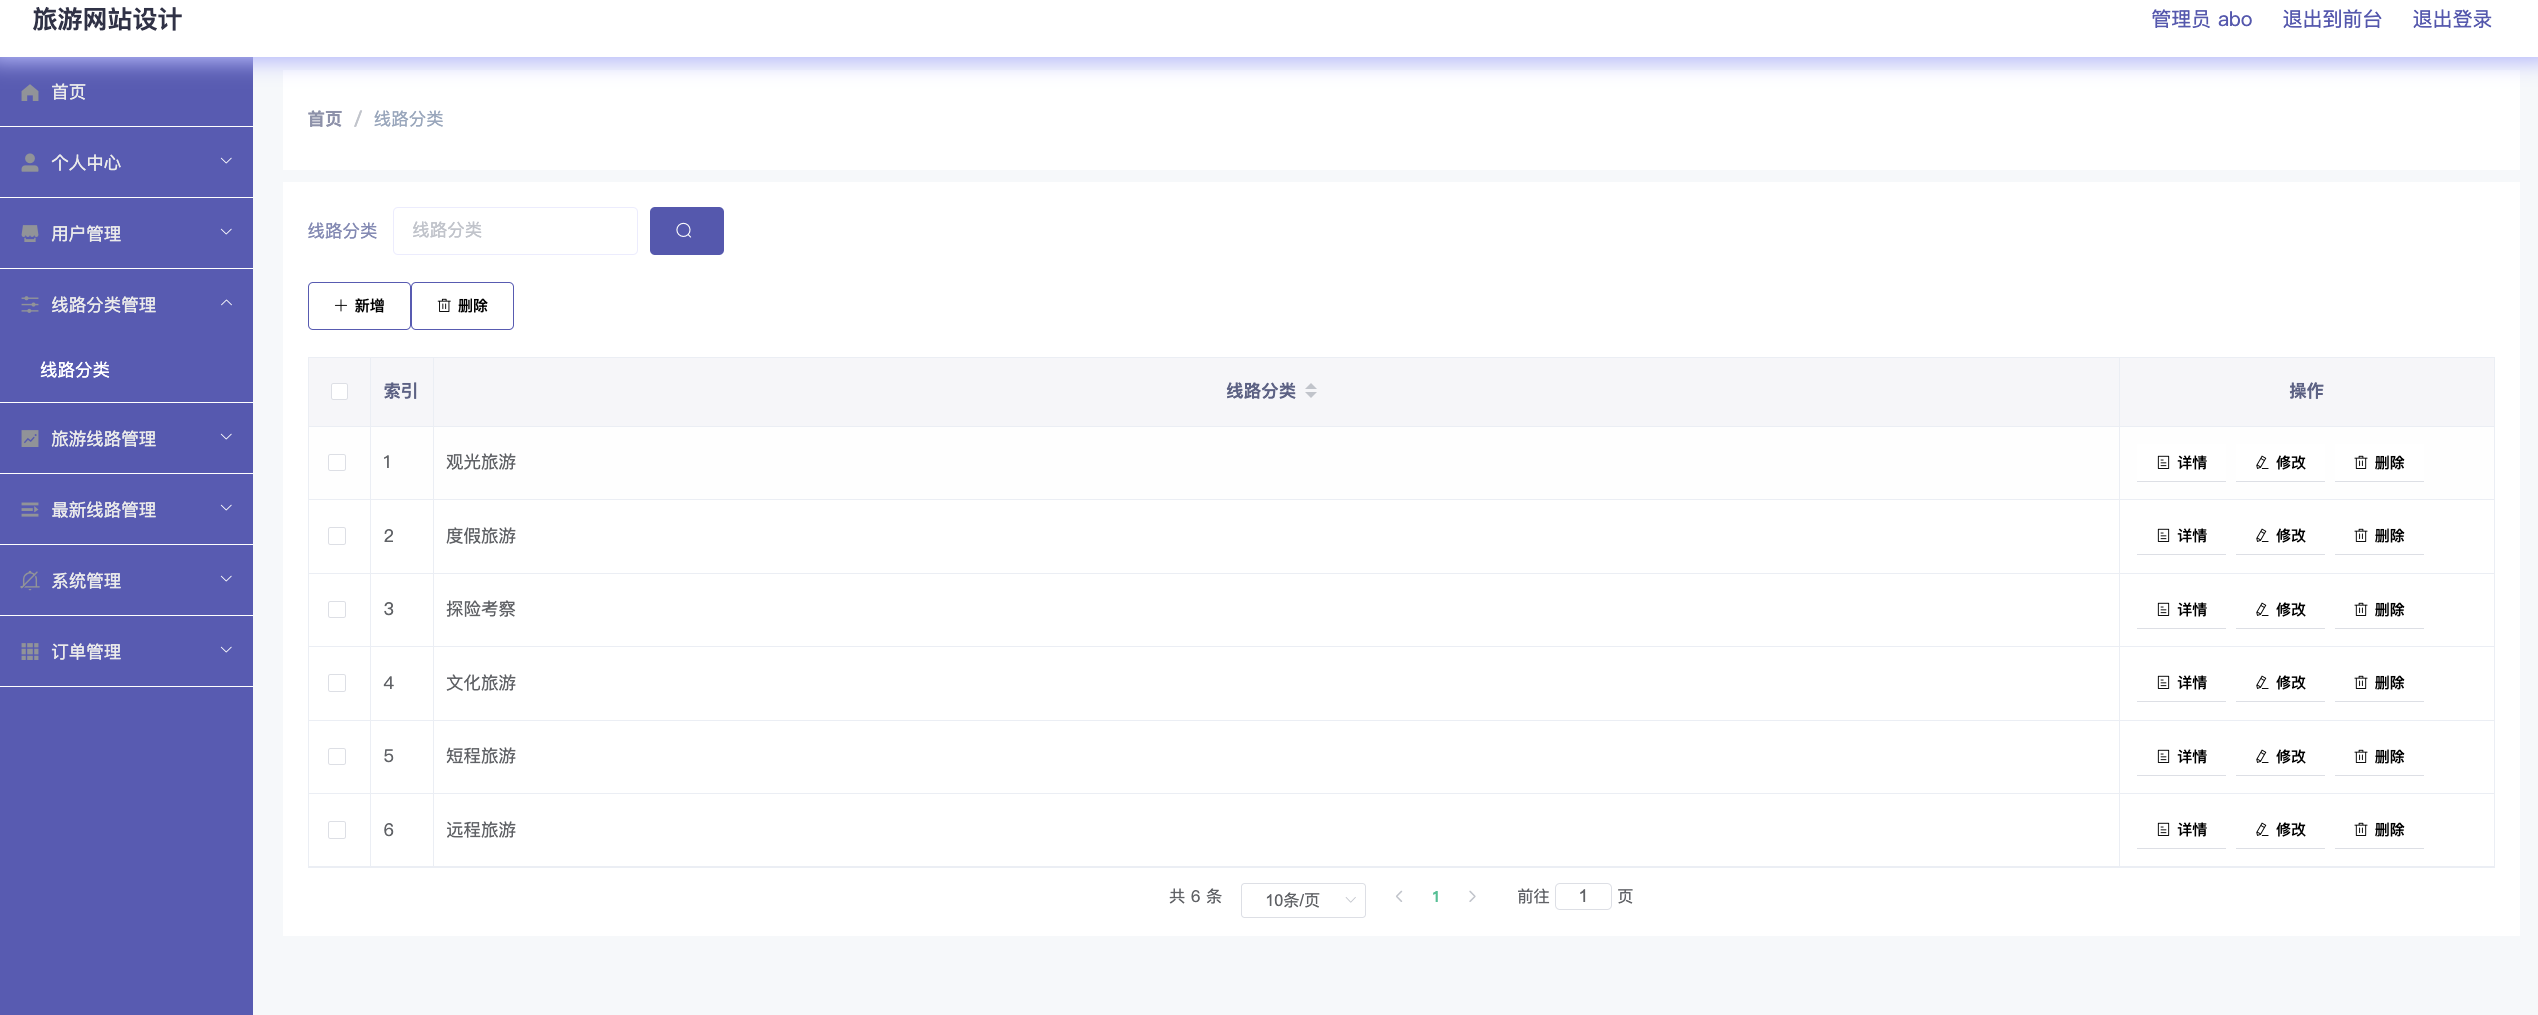 旅游网站设计
管理员 abo 退出到前台 退出登录
首页
个人中心
用户管理
线路分类管理
线路分类
旅游线路管理
最新线路管理
系统管理
订单管理
首页 / 线路分类
线路分类 线路分类
新增 删除
索引 线路分类 操作
1 观光旅游 详情 修改 删除
2 度假旅游 详情 修改 删除
3 探险考察 详情 修改 删除
4 文化旅游 详情 修改 删除
5 短程旅游 详情 修改 删除
6 远程旅游 详情 修改 删除
共 6 条 10条/页 1 前往 1 页